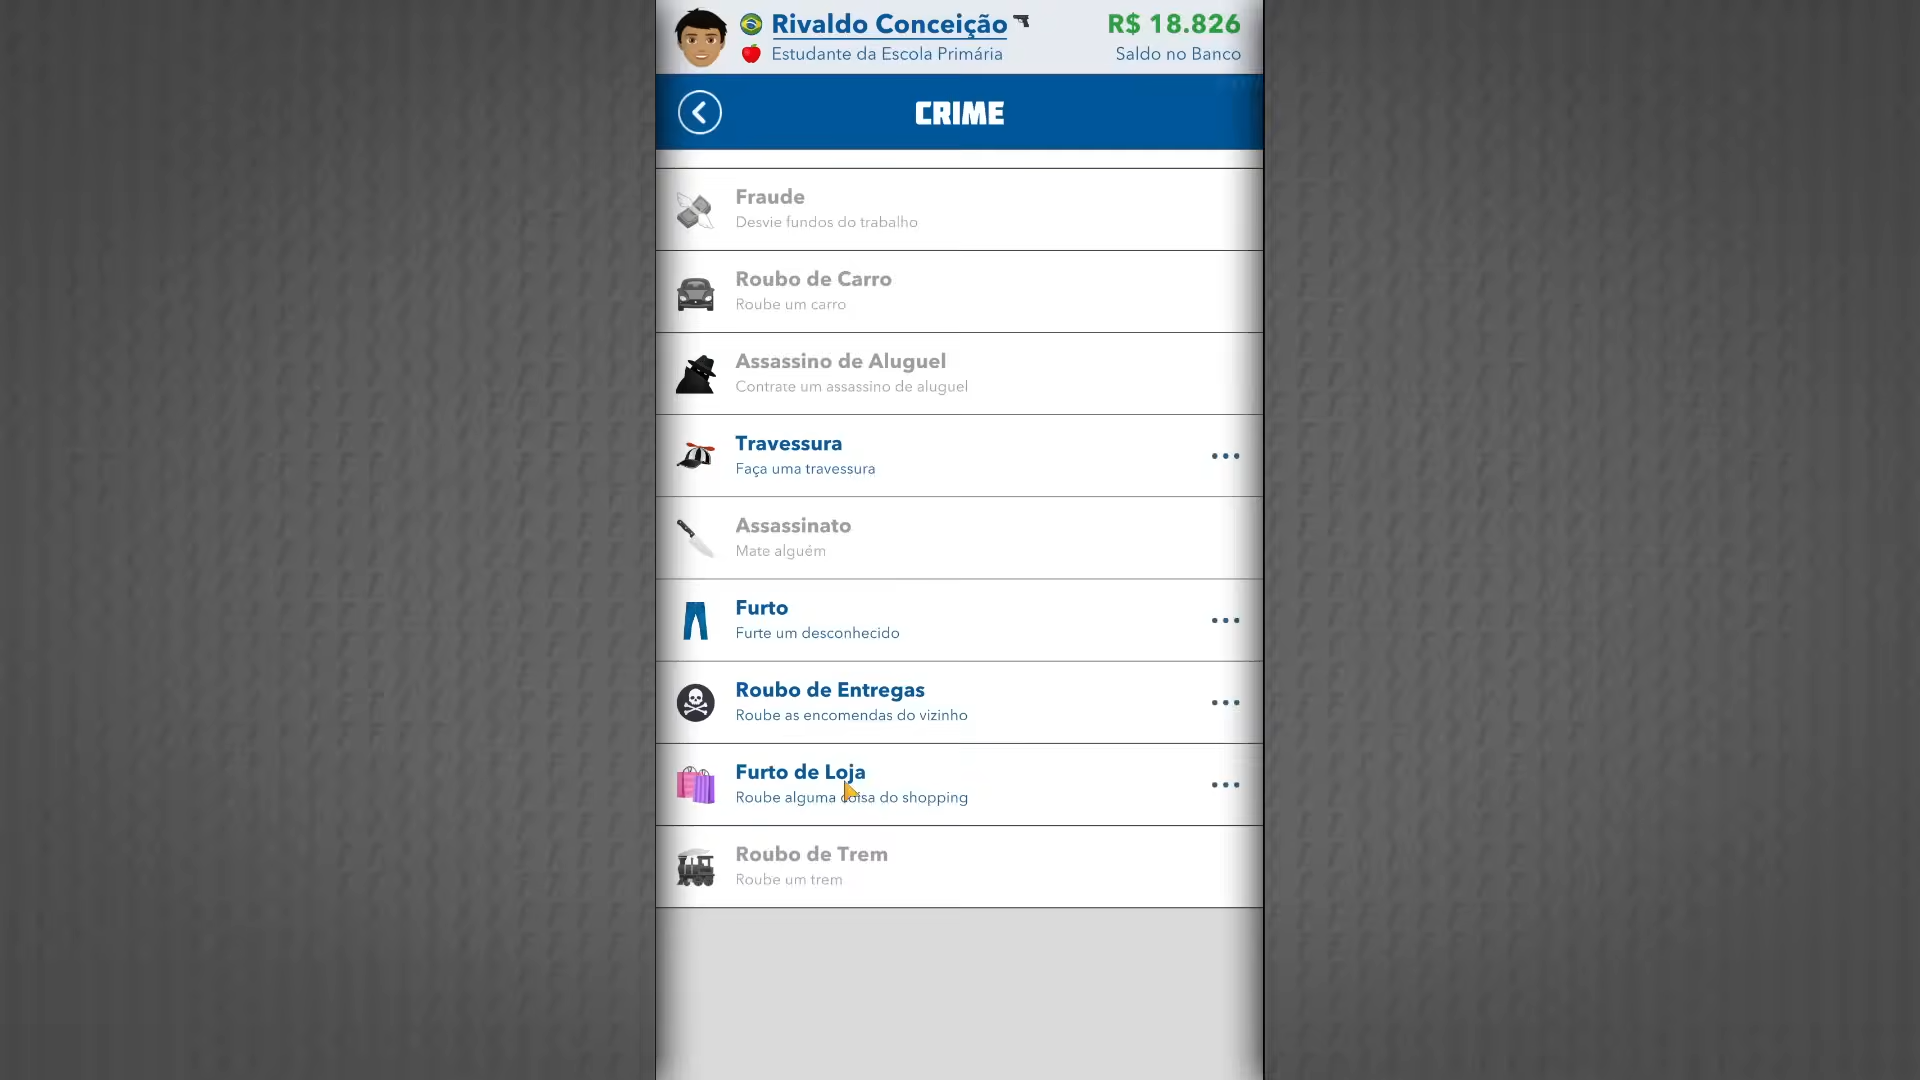 Rivaldo Conceição
R$ 18.826
Estudante da Escola Primária
Saldo no Banco
CRIME
Fraude
Desvie fundos do trabalho
Roubo de Carro
Roube um carro
Assassino de Aluguel
Contrate um assassino de aluguel
Travessura
Faça uma travessura
Assassinato
Mate alguém
Furto
Furte um desconhecido
Roubo de Entregas
Roube as encomendas do vizinho
Furto de Loja
Roube alguma coisa do shopping
Roubo de Trem
Roube um trem